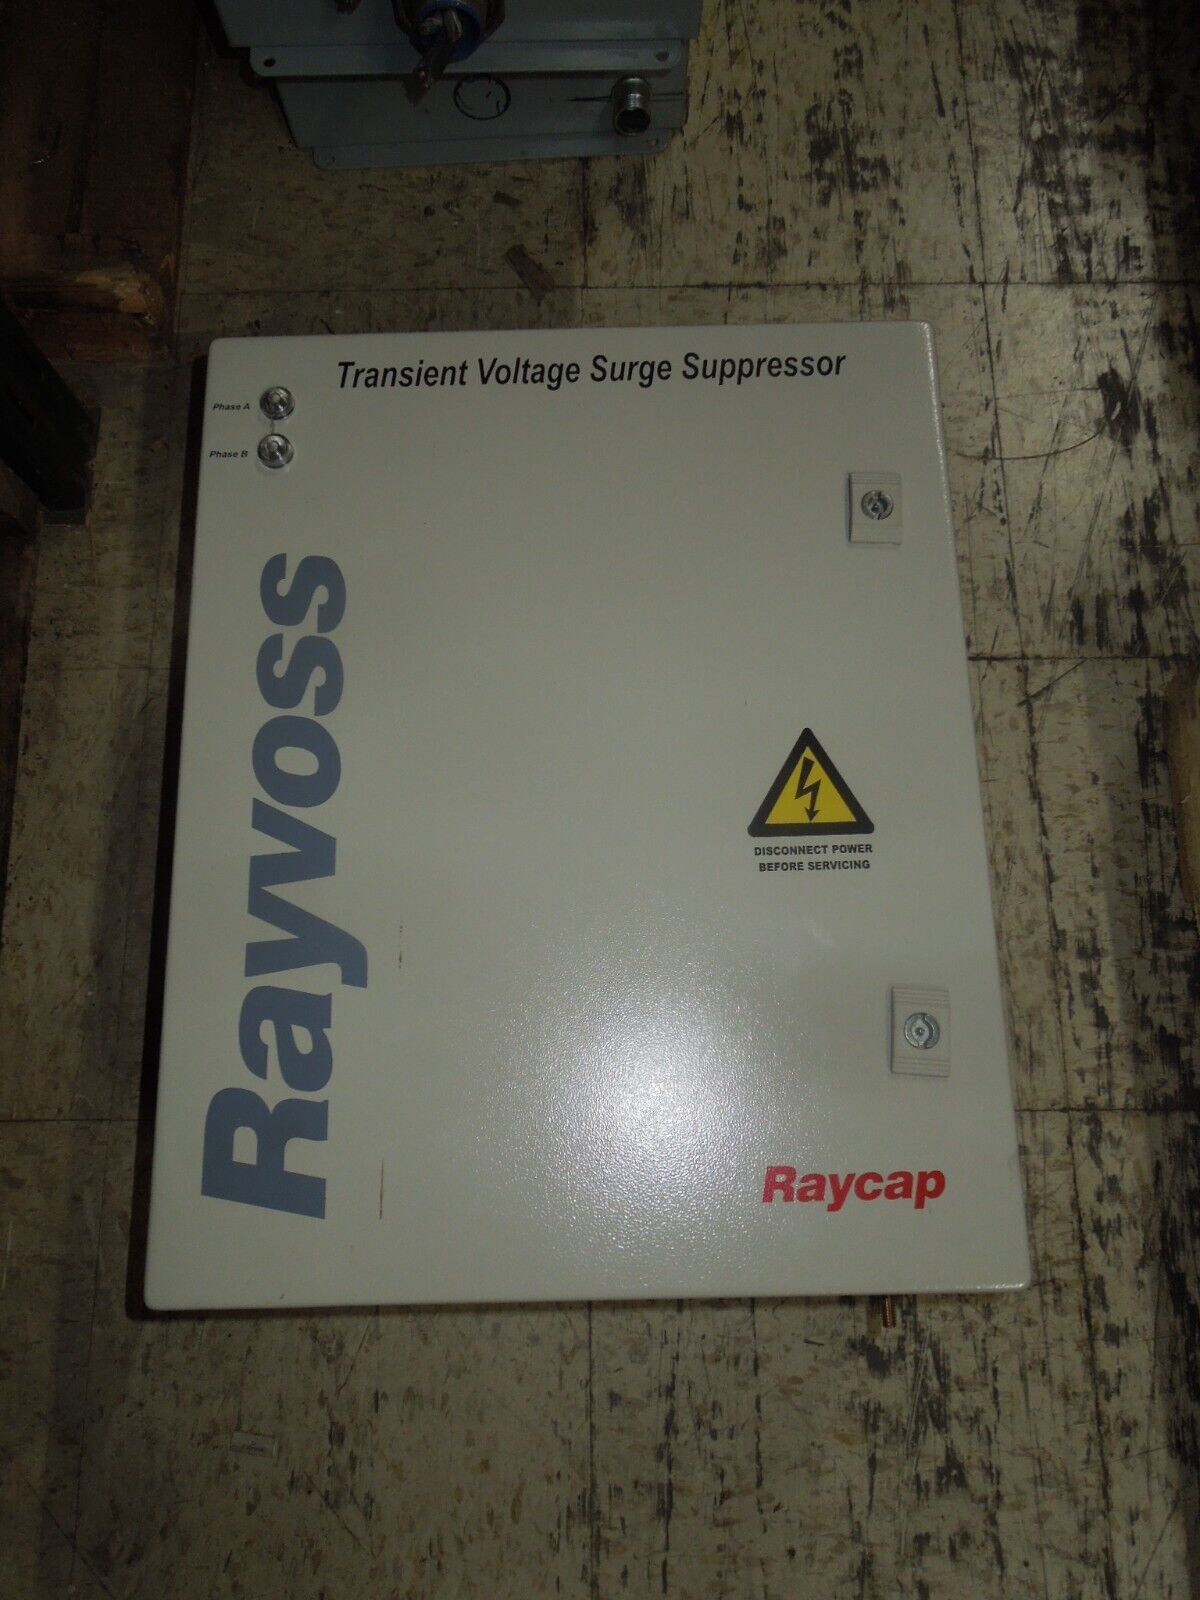 Transient Voltage Surge Suppressor
Phase A
Phase B
Rayvoss
DISCONNECT POWER
BEFORE SERVICING
Raycap